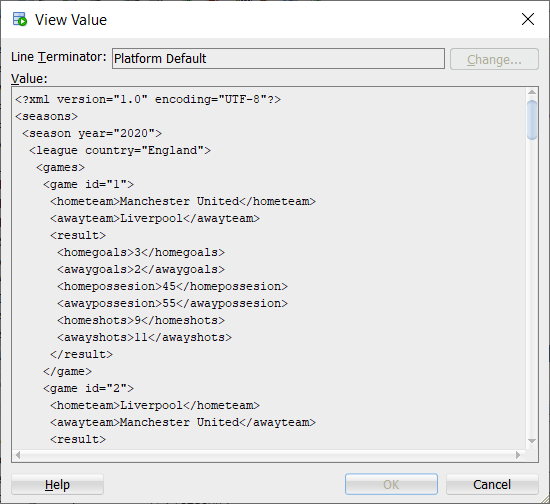 View Value
Line Terminator: Platform Default Change...
Value:
<?xml version="1.0" encoding="UTF-8"?>
<seasons>
<season year="2020">
<league country="England">
<games>
<game id="1">
<hometeam>Manchester United</hometeam>
<awayteam>Liverpool</awayteam>
<result>
<homegoals>3</homegoals>
<awaygoals>2</awaygoals>
<homepossesion>45</homepossesion>
<awaypossesion>55</awaypossesion>
<homeshots>9</homeshots>
<awayshots>11</awayshots>
</result>
</game>
<game id="2">
<hometeam>Liverpool</hometeam>
<awayteam>Manchester United</awayteam>
<result>
Help OK Cancel